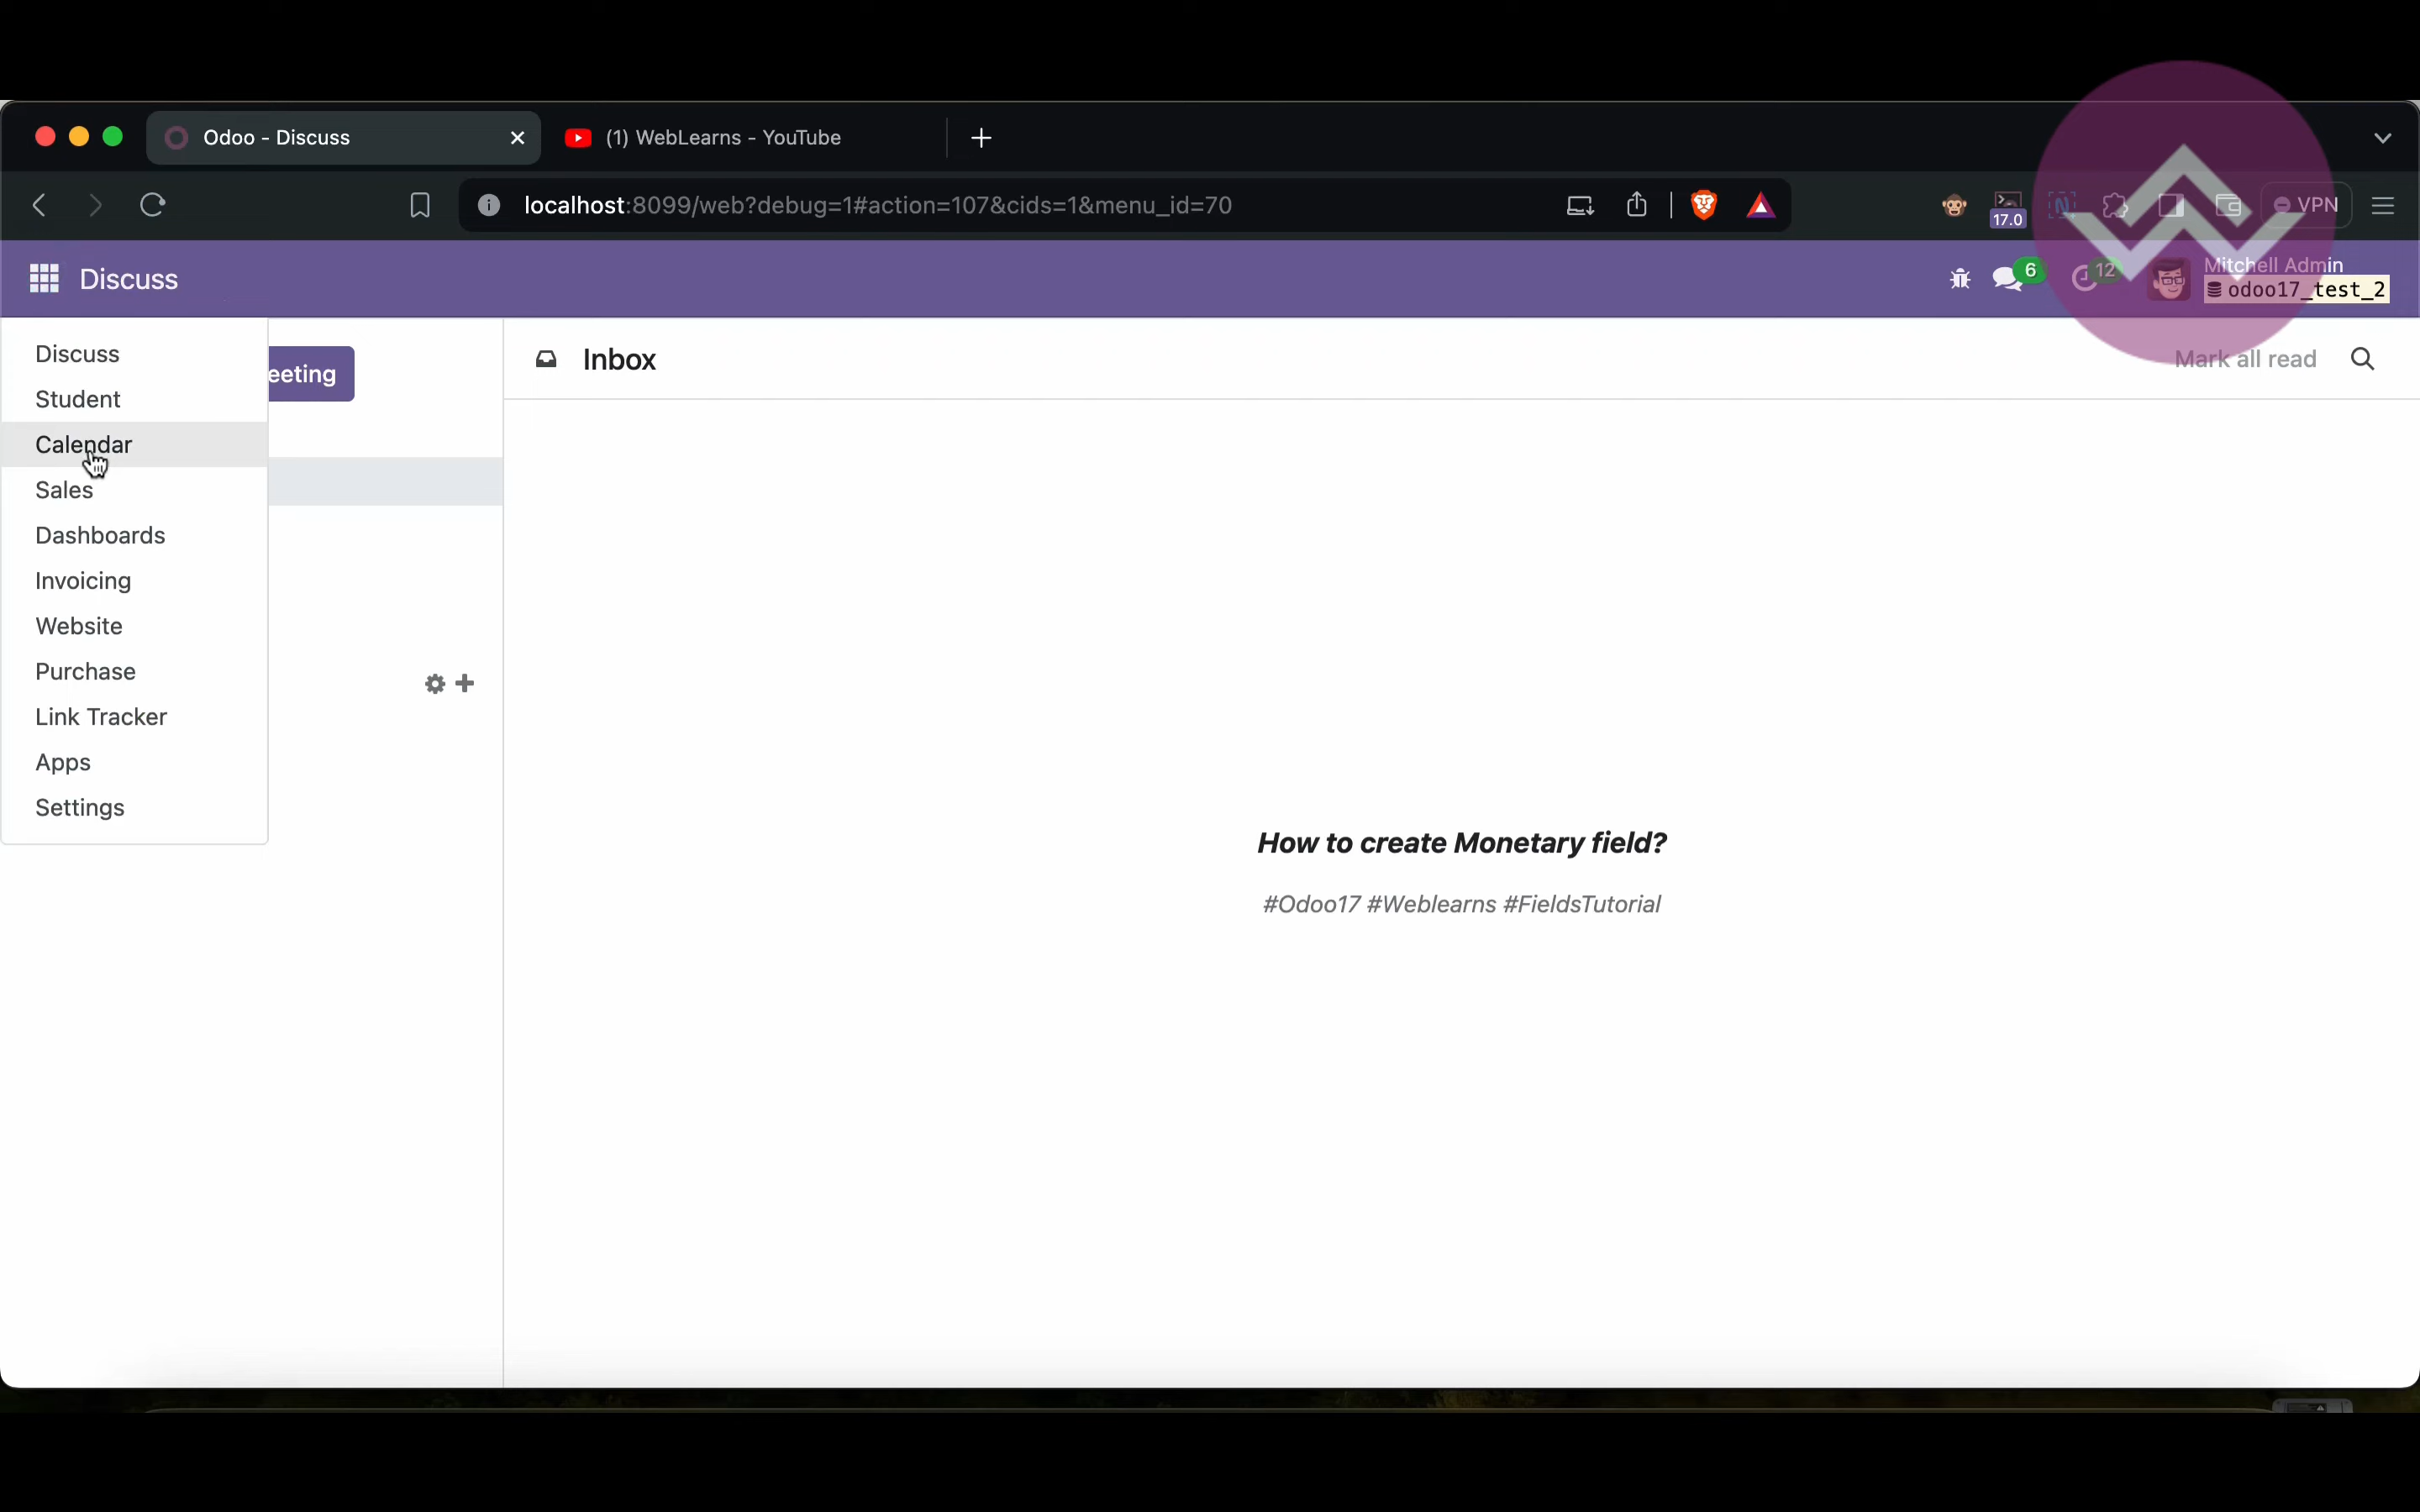 Odoo - Discuss
(1) WebLearns - YouTube
localhost:8099/web?debug=1#action=107&cids=1&menu_id=70
17.0
N
VPN
Discuss
6
12
Mitchell Admin
odoo17_test_2
Discuss
Student
Calendar
Sales
Dashboards
Invoicing
Website
Purchase
Link Tracker
Apps
Settings
eeting
Inbox
Mark all read
How to create Monetary field?
#Odoo17 #Weblearns #FieldsTutorial